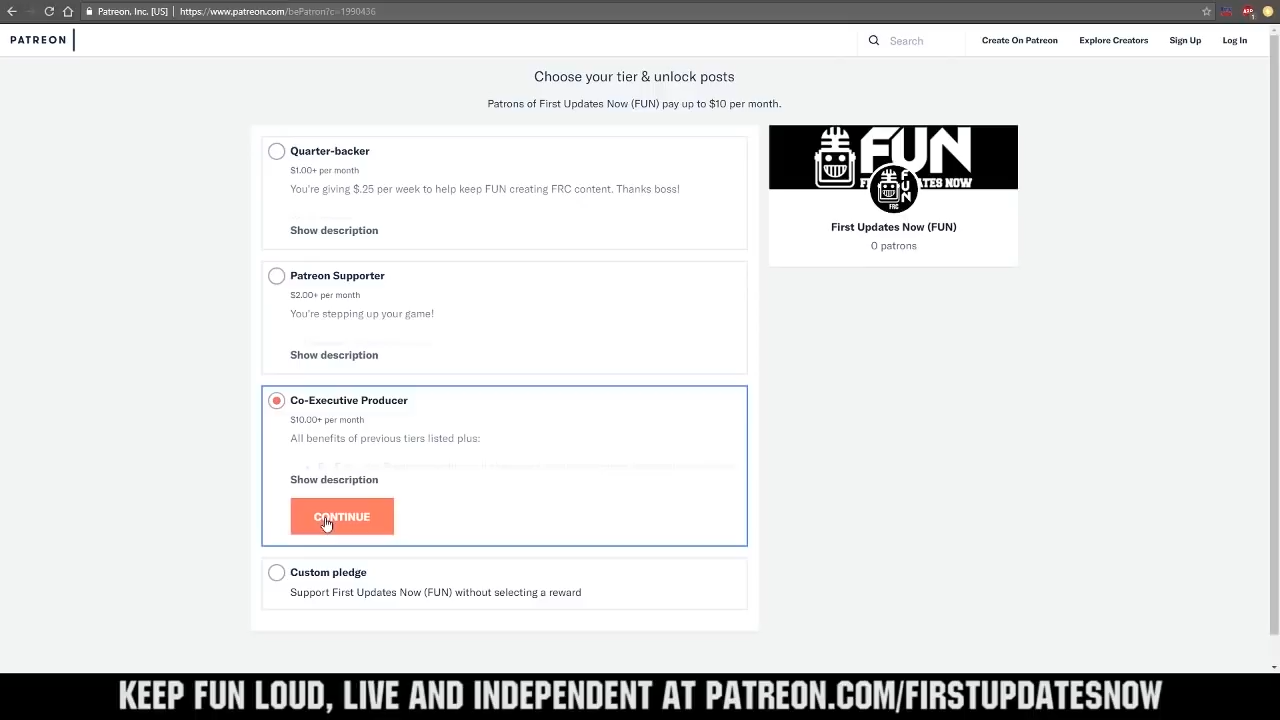 Patreon, Inc. [US] | https://www.patreon.com/bePatron?c=1990436
PATREON
Search
Create On Patreon
Explore Creators
Sign Up
Log In
Choose your tier & unlock posts
Patrons of First Updates Now (FUN) pay up to $10 per month.
Quarter-backer
$1.00+ per month
You're giving $.25 per week to help keep FUN creating FRC content. Thanks boss!
Show description
Patreon Supporter
$2.00+ per month
You're stepping up your game!
Show description
Co-Executive Producer
$10.00+ per month
All benefits of previous tiers listed plus:
Show description
CONTINUE
Custom pledge
Support First Updates Now (FUN) without selecting a reward
FUN
FUN
FRC
First Updates Now (FUN)
0 patrons
KEEP FUN LOUD, LIVE AND INDEPENDENT AT PATREON.COM/FIRSTUPDATESNOW